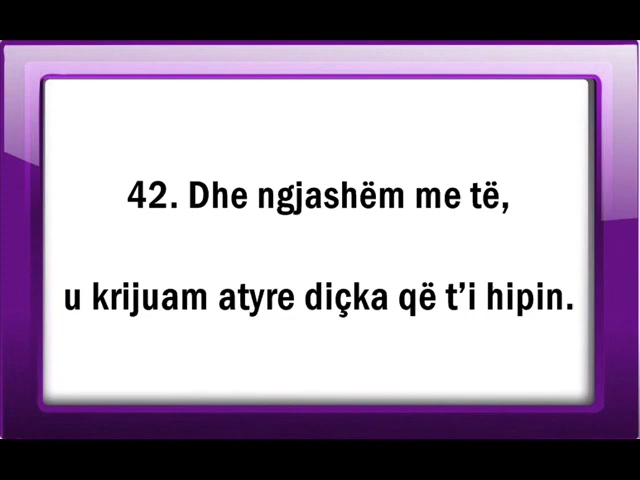 42. Dhe ngjashëm me të,
u krijuam atyre diçka që t’i hipin.